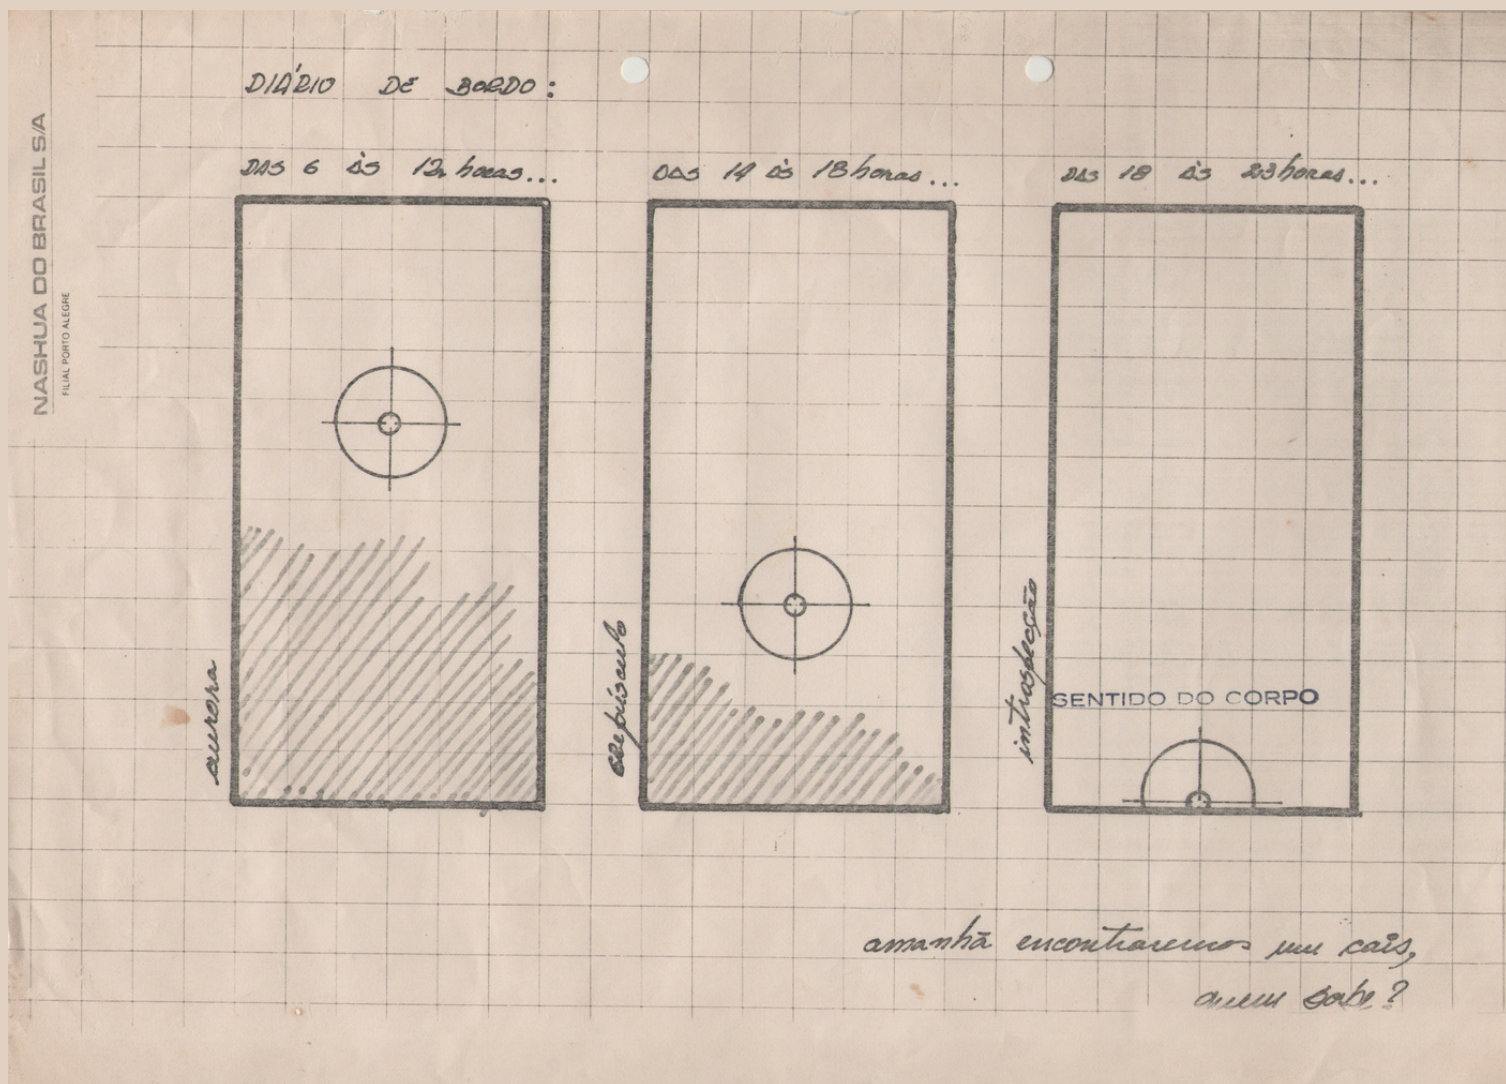 NASHUA DO BRASIL S/A
FILIAL PORTO ALEGRE
DIÁRIO DE BORDO:
DAS 6 ÀS 12 horas...
DAS 14 ÀS 18 horas...
DAS 18 ÀS 23 horas...
aurora
crepúsculo
introspecção
SENTIDO DO CORPO
amanhã encontraremos um cais,
quem sabe?